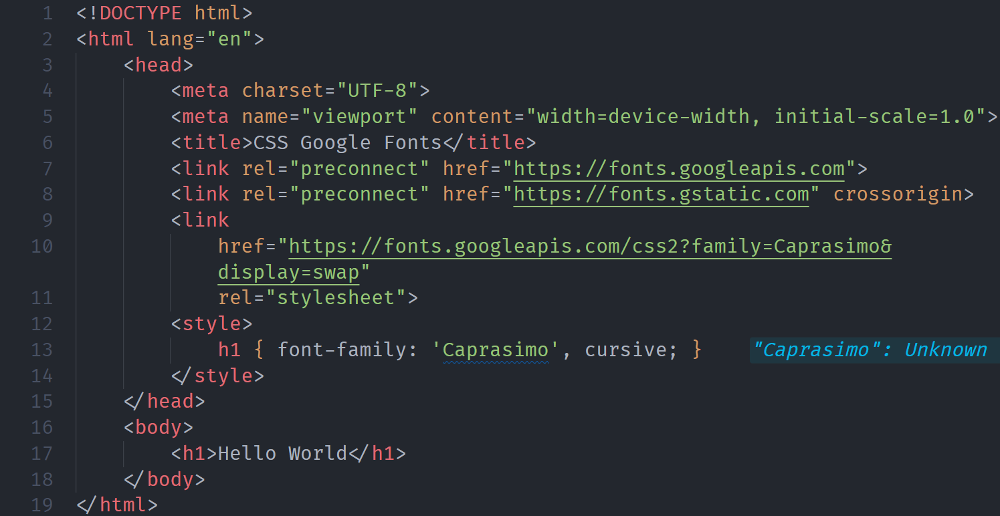 1 <!DOCTYPE html>
2 <html lang="en">
3 <head>
4 <meta charset="UTF-8">
5 <meta name="viewport" content="width=device-width, initial-scale=1.0">
6 <title>CSS Google Fonts</title>
7 <link rel="preconnect" href="https://fonts.googleapis.com">
8 <link rel="preconnect" href="https://fonts.gstatic.com" crossorigin>
9 <link
10 href="https://fonts.googleapis.com/css2?family=Caprasimo&
display=swap"
11 rel="stylesheet">
12 <style>
13 h1 { font-family: 'Caprasimo', cursive; } "Caprasimo": Unknown
14 </style>
15 </head>
16 <body>
17 <h1>Hello World</h1>
18 </body>
19 </html>